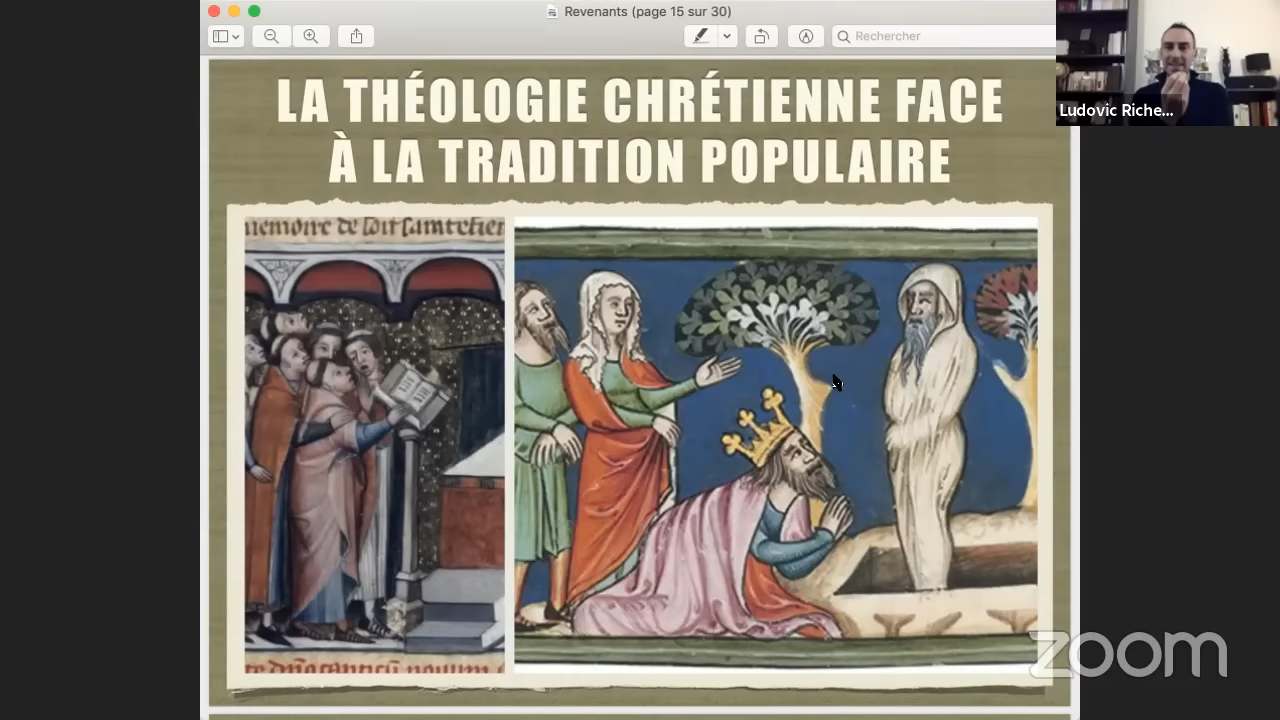 Revenants (page 15 sur 30)
Rechercher
Ludovic Riche...
LA THÉOLOGIE CHRÉTIENNE FACE
À LA TRADITION POPULAIRE
zoom